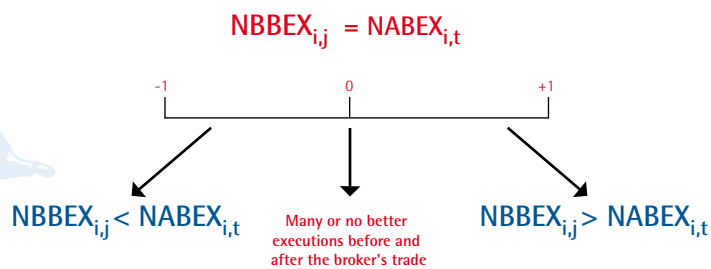 NBBEXi,j = NABEXi,t
-1 0 +1
NBBEXi,j < NABEXi,t
Many or no better
executions before and
after the broker's trade
NBBEXi,j > NABEXi,t